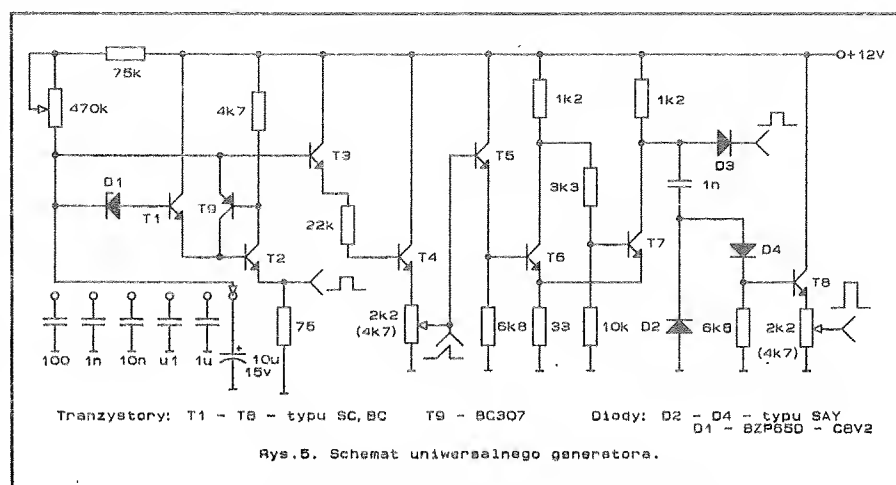 +12V
75k
470k
4k7
1k2
1k2
T3
T5
D3
D1
T1
T9
T2
22k
T4
3k3
T6
T7
1n
D4
T8
D2
75
2k2
(4k7)
6k8
33
10k
6k8
2k2
(4k7)
100 1n 10n u1 1u
+
10u
15v
Tranzystory: T1 - T8 - typu SC,BC T9 - BC307 Diody: D2 - D4 - typu SAY
D1 - BZP650 - C8V2
Rys.5. Schemat uniwersalnego generatora.